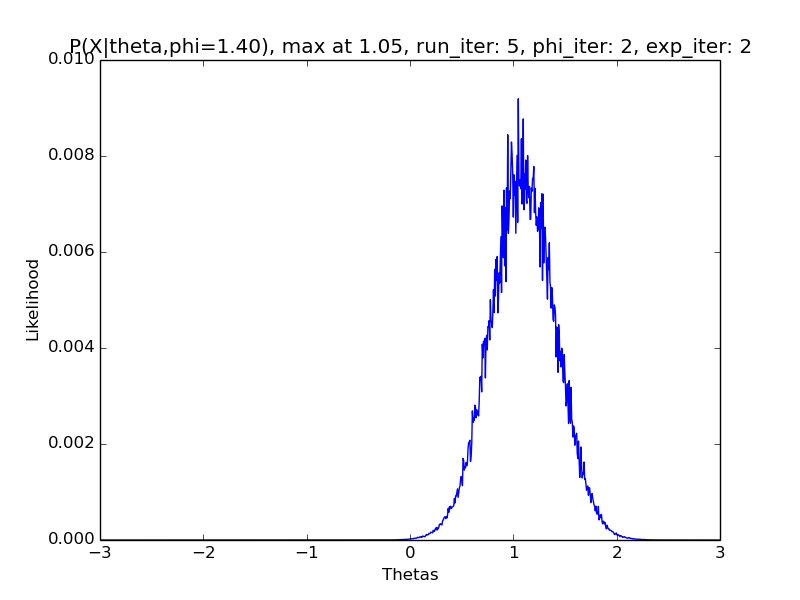 P(X|theta,phi=1.40), max at 1.05, run_iter: 5, phi_iter: 2, exp_iter: 2
0.010
0.008
0.006
Likelihood
0.004
0.002
0.000
−3 −2 −1 0 1 2 3
Thetas